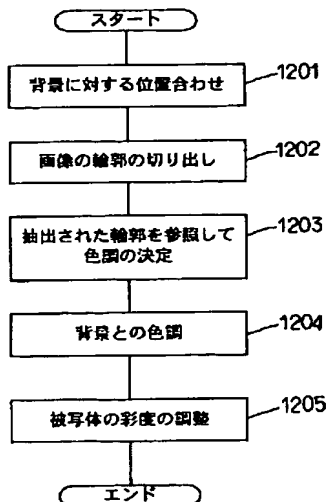 スタート
背景に対する位置合わせ
1201
画像の輪郭の切り出し
1202
抽出された輪郭を参照して
色調の決定
1203
背景との色調
1204
被写体の彩度の調整
1205
エンド